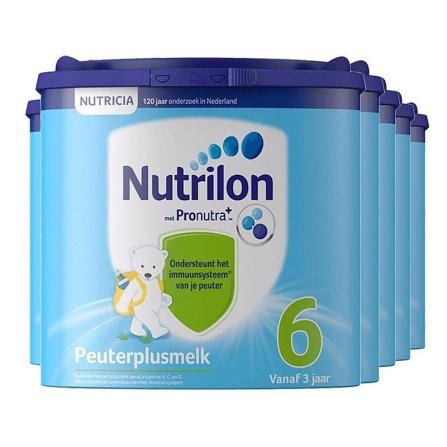 NUTRICIA
120 jaar onderzoek in Nederland
Nutrilon
met Pronutra+™
Ondersteunt het
immuunsysteem*
van je peuter
Peuterplusmelk
6
Vanaf 3 jaar